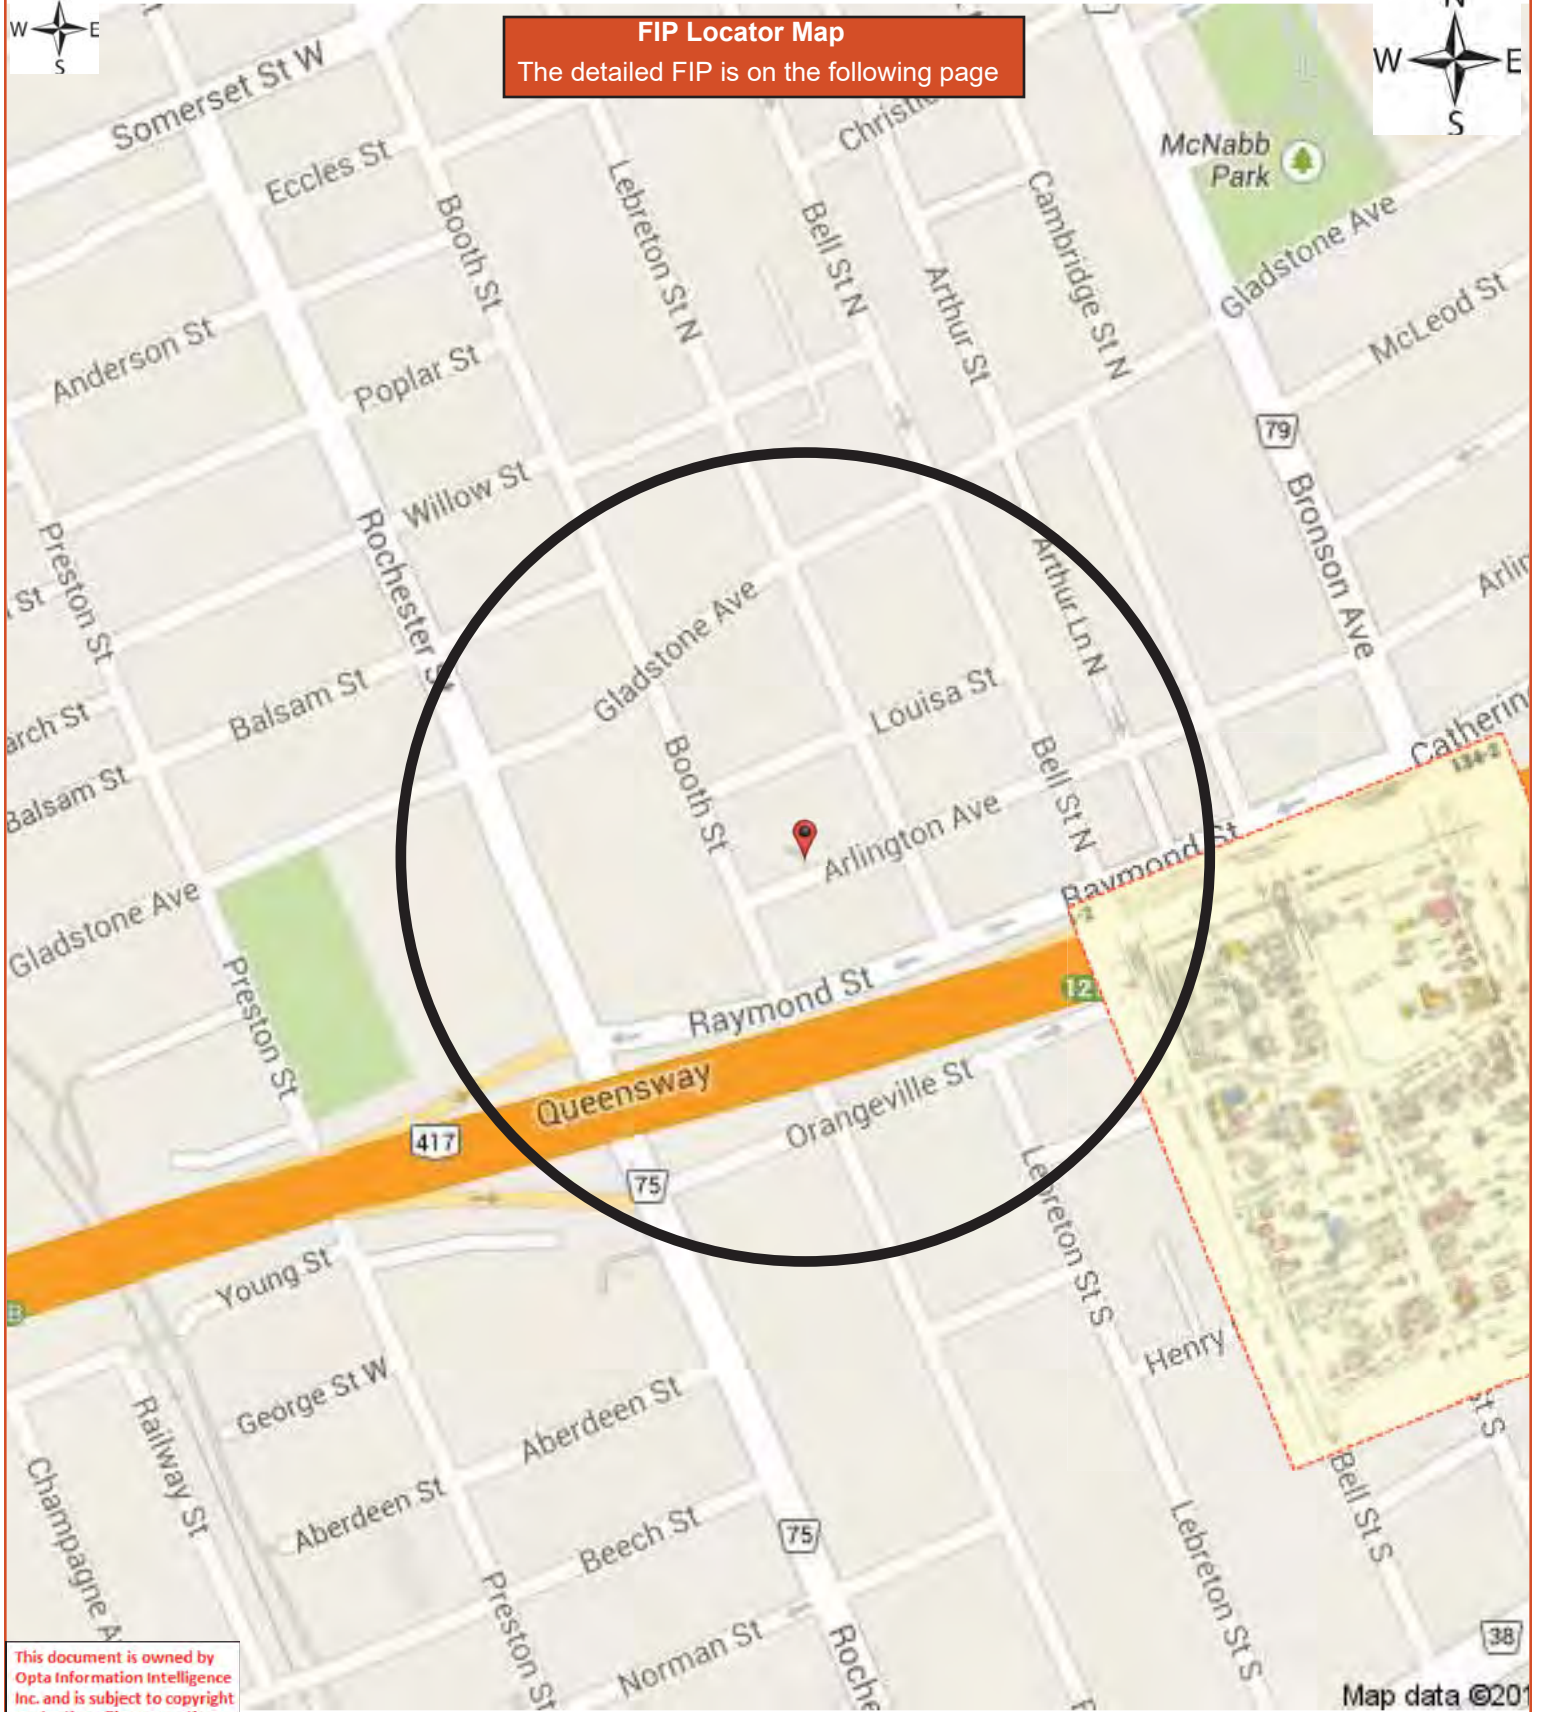 W E
S
FIP Locator Map
The detailed FIP is on the following page
N
W E
S
Somerset St W
Eccles St
Booth St
Lebreton St N
Bell St N
Arthur St
Cambridge St N
McNabb
Park
Gladstone Ave
McLeod St
Anderson St
Poplar St
Willow St
79
Preston St
Rochester
St
Arthur Ln N
Bronson Ave
Balsam St
Gladstone Ave
Louisa St
Balsam St
Booth St
Bell St N
Arlington Ave
134-2
Raymond St
Gladstone Ave
Preston St
Raymond St
12
Queensway
417
Orangeville St
75
Lebreton St S
Young St
Henry
George St W
Aberdeen St
Railway St
Champagne
Aberdeen St
Beech St
75
St S
Bell St S
Lebreton St S
Preston St
Norman St
38
This document is owned by
Opta Information Intelligence
Inc. and is subject to copyright
Map data ©201